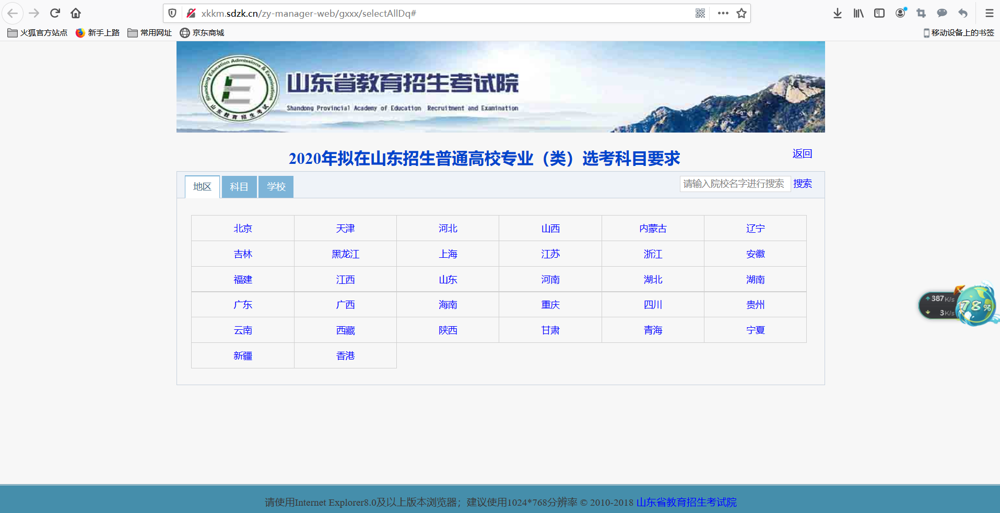 xkkm.sdzk.cn/zy-manager-web/gxxx/selectAllDq#
火狐官方站点 新手上路 常用网址 京东商城 移动设备上的书签
Shandong Education Admissions & Examinations
山东教育招生考试
山东省教育招生考试院
Shandong Provincial Academy of Education Recruitment and Examination
2020年拟在山东招生普通高校专业（类）选考科目要求 返回
地区 科目 学校 请输入院校名字进行搜索 搜索
北京 天津 河北 山西 内蒙古 辽宁
吉林 黑龙江 上海 江苏 浙江 安徽
福建 江西 山东 河南 湖北 湖南
广东 广西 海南 重庆 四川 贵州
387K/s
78%
3K/s
云南 西藏 陕西 甘肃 青海 宁夏
新疆 香港
请使用Internet Explorer8.0及以上版本浏览器；建议使用1024*768分辨率 © 2010-2018 山东省教育招生考试院